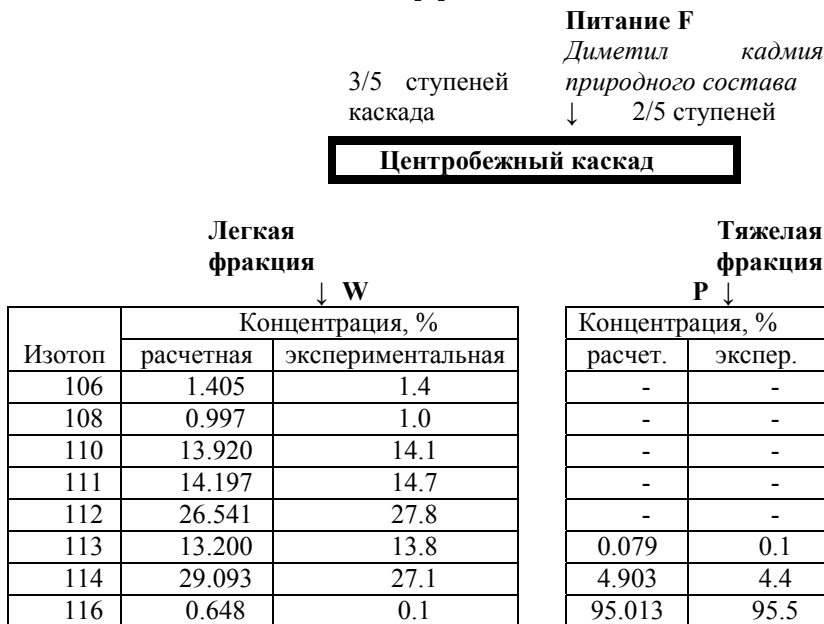 Питание F
Диметил кадмия
3/5 ступеней природного состава
каскада ↓ 2/5 ступеней
Центробежный каскад
Легкая Тяжелая
фракция фракция
↓ W P ↓
Концентрация, % Концентрация, %
Изотоп расчетная экспериментальная расчет. экспер.
106 1.405 1.4 - -
108 0.997 1.0 - -
110 13.920 14.1 - -
111 14.197 14.7 - -
112 26.541 27.8 - -
113 13.200 13.8 0.079 0.1
114 29.093 27.1 4.903 4.4
116 0.648 0.1 95.013 95.5